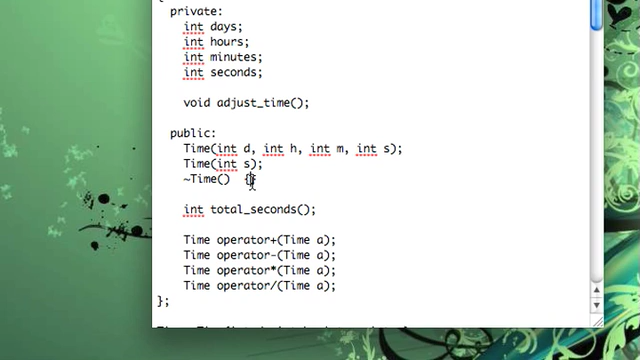 private:
int days;
int hours;
int minutes;
int seconds;
void adjust_time();
public:
Time(int d, int h, int m, int s);
Time(int s);
~Time() {}
int total_seconds();
Time operator+(Time a);
Time operator-(Time a);
Time operator*(Time a);
Time operator/(Time a);
};